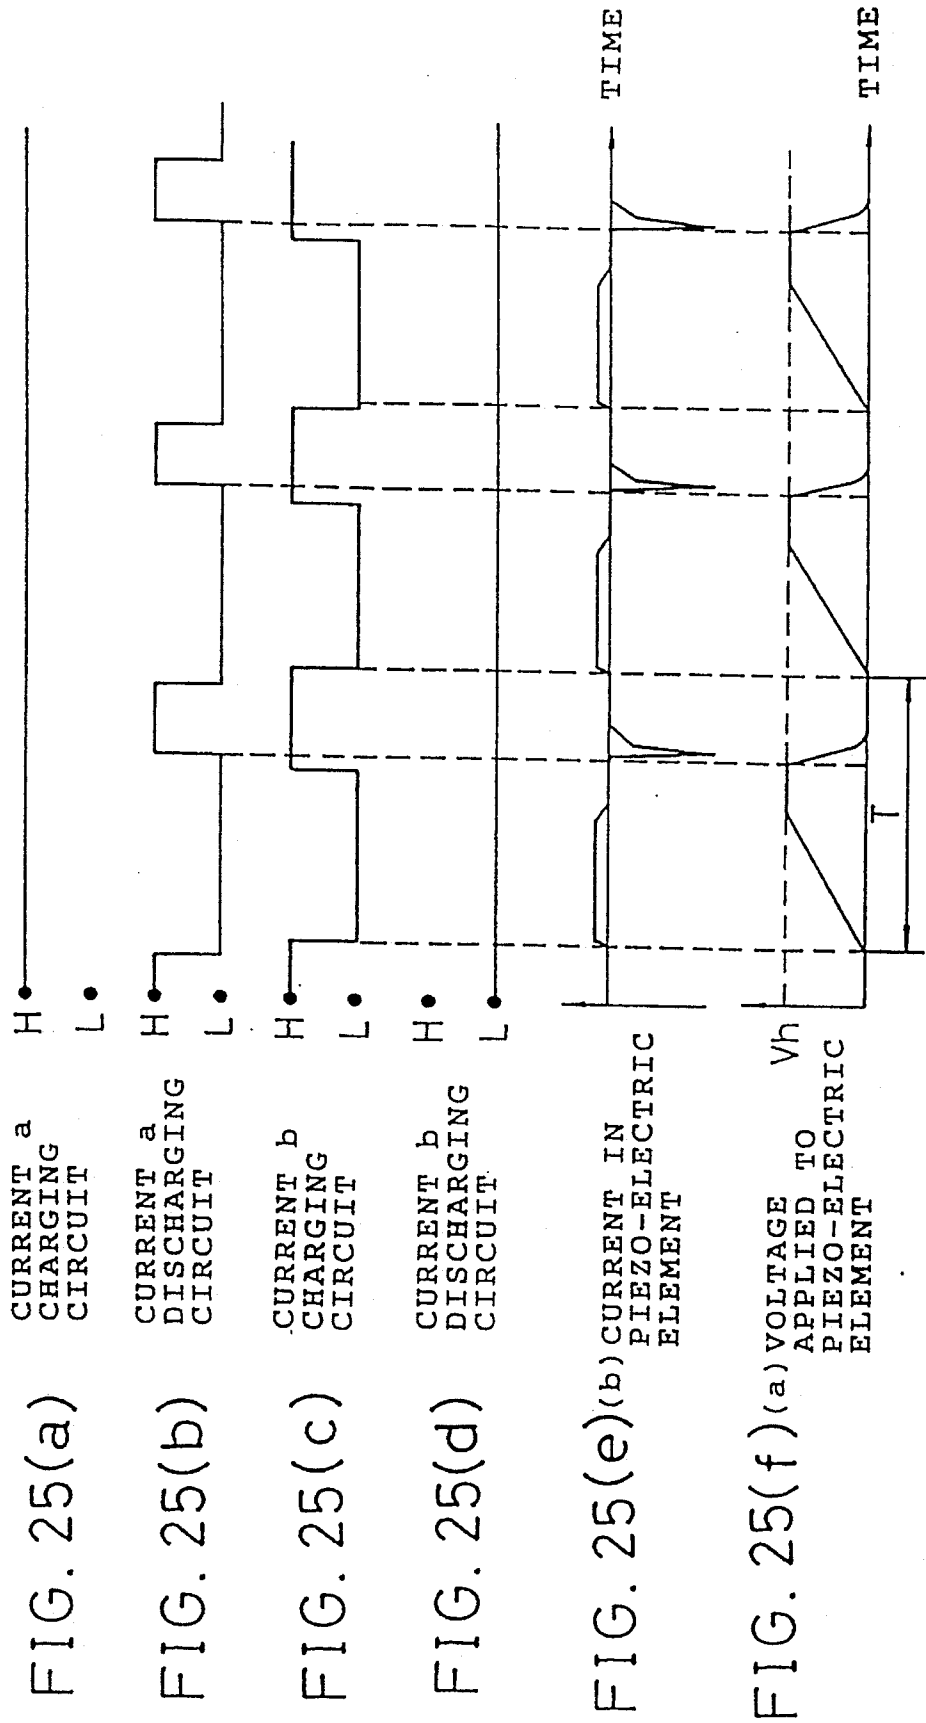 FIG. 25(a)
CURRENT a
CHARGING
CIRCUIT
H
L
FIG. 25(b)
CURRENT a
DISCHARGING
CIRCUIT
H
L
FIG. 25(c)
CURRENT b
CHARGING
CIRCUIT
H
L
FIG. 25(d)
CURRENT b
DISCHARGING
CIRCUIT
H
L
FIG. 25(e)
(b) CURRENT IN
PIEZO-ELECTRIC
ELEMENT
TIME
FIG. 25(f)
(a) VOLTAGE
APPLIED TO
PIEZO-ELECTRIC
ELEMENT
Vh
T
TIME